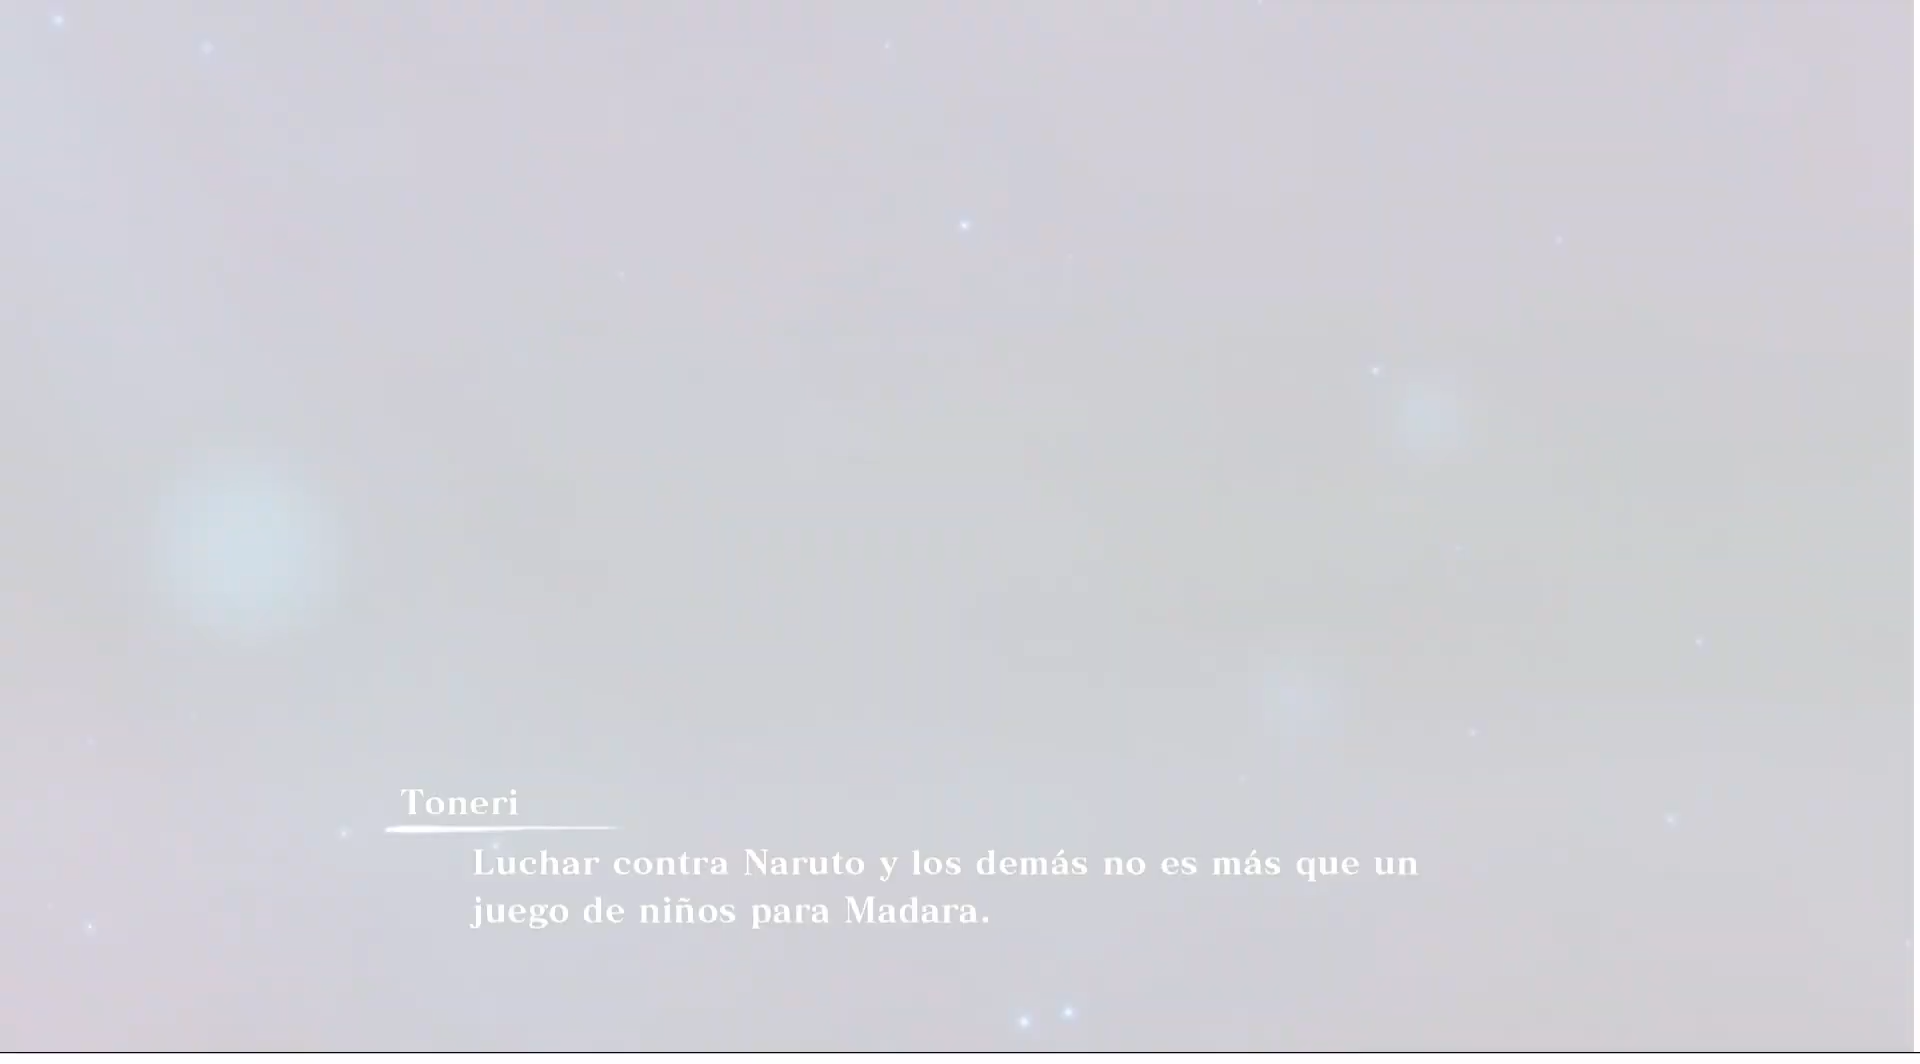 Toneri
Luchar contra Naruto y los demás no es más que un
juego de niños para Madara.